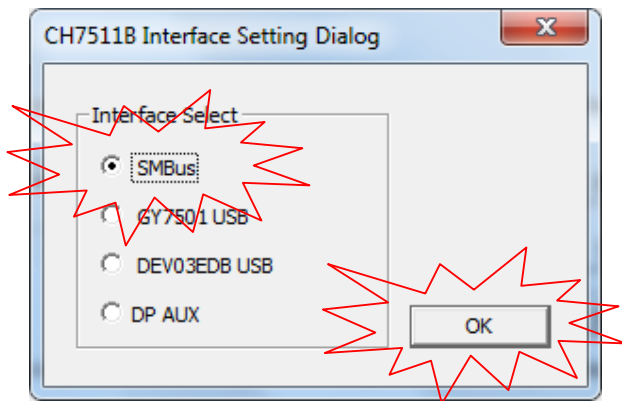 CH7511B Interface Setting Dialog
Interface Select
SMBus
GY7501 USB
DEV03EDB USB
DP AUX
OK